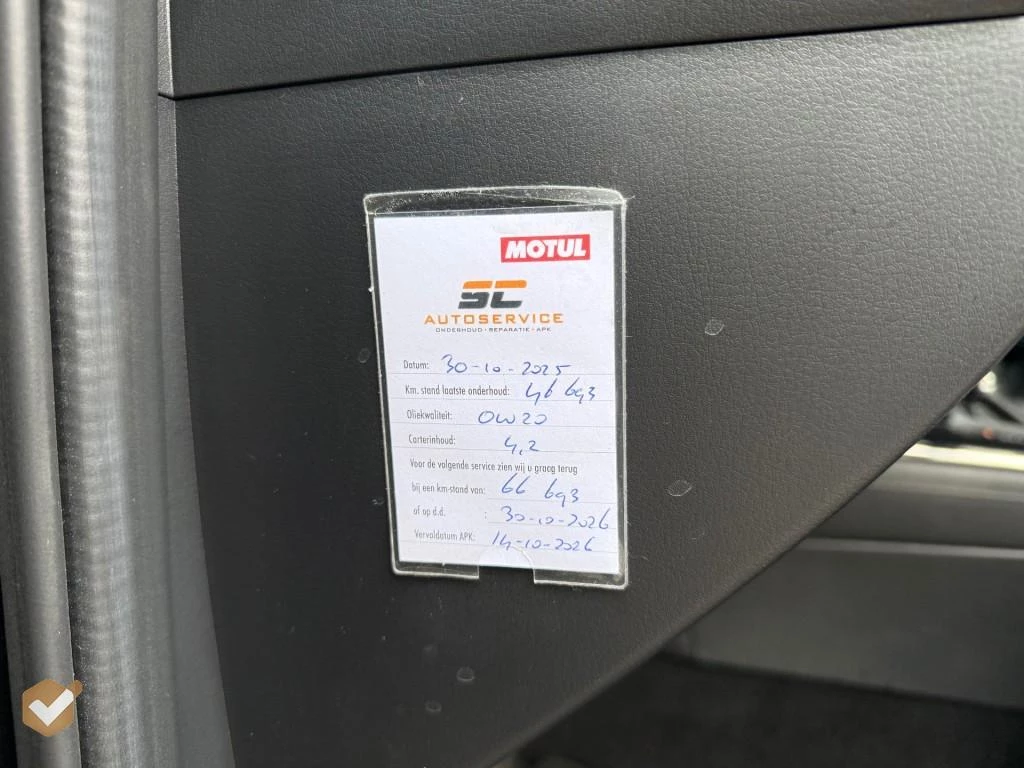 MOTUL
SC
AUTOSERVICE
ONDERHOUD • REPARATIE • APK
Datum: 30-10-2025
Km. stand laatste onderhoud: 46 693
Oliekwaliteit: 0W20
Carterinhoud: 4,2
Voor de volgende service zien wij u graag terug
bij een km-stand van: 66 693
of op d.d. : 30-10-2026
Vervaldatum APK: 14-10-2026